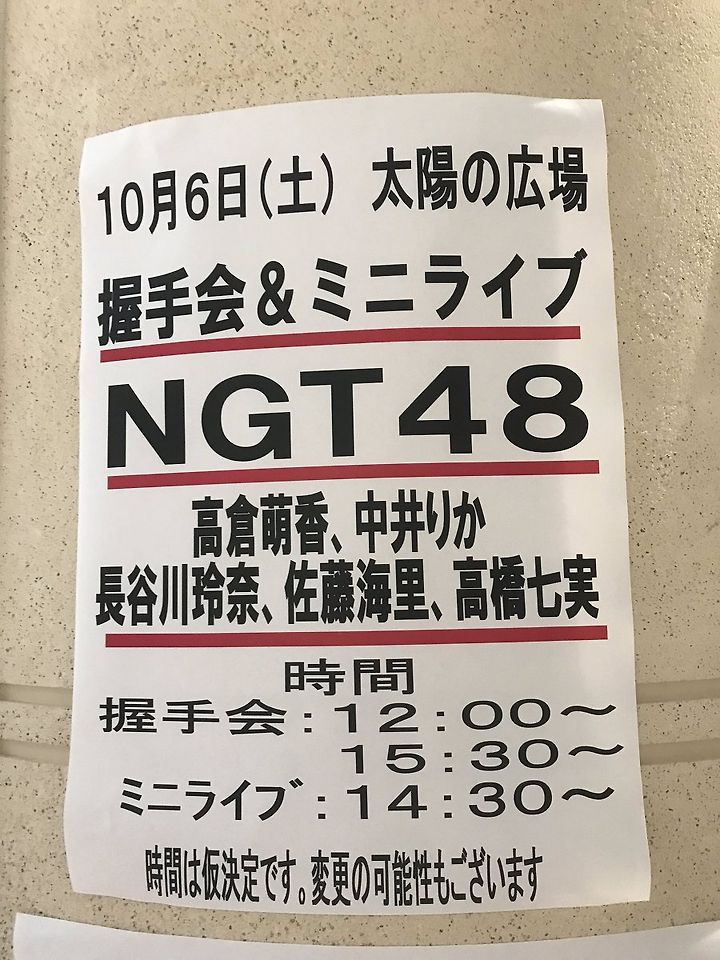 10月6日(土) 太陽の広場
握手会＆ミニライブ
NGT48
高倉萌香、中井りか
長谷川玲奈、佐藤海里、高橋七実
時間
握手会:12:00～
15:30～
ミニライブ:14:30～
時間は仮決定です。変更の可能性もございます